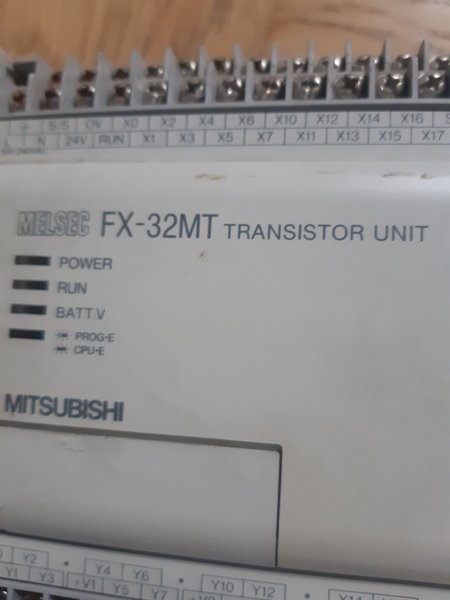 S/S 0V X0 X2 X4 X6 X10 X12 X14 X16 S
L N 24V RUN X1 X3 X5 X7 X11 X13 X15 X17
MELSEC FX-32MT TRANSISTOR UNIT
POWER
RUN
BATT.V
PROG-E
CPU-E
MITSUBISHI
PULL
Y2 • Y4 Y6 • Y10 Y12 •
Y1 Y3 +V1 Y5 Y7